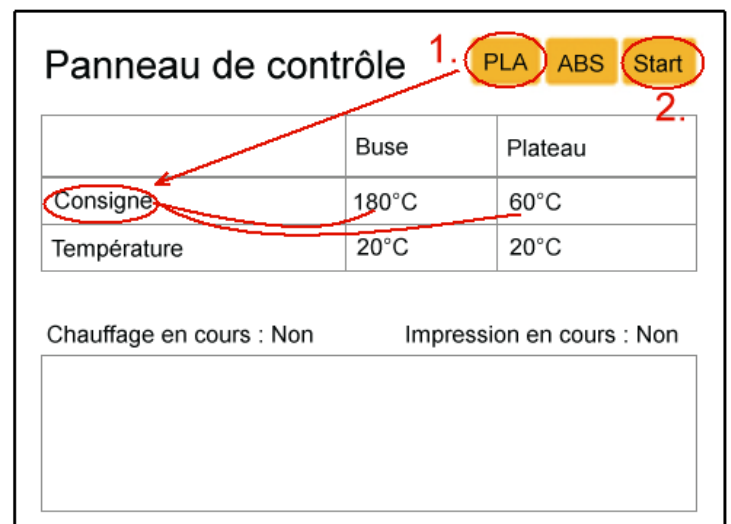 Panneau de contrôle 1. PLA ABS Start
2.
Buse Plateau
Consigne 180°C 60°C
Température 20°C 20°C
Chauffage en cours : Non Impression en cours : Non